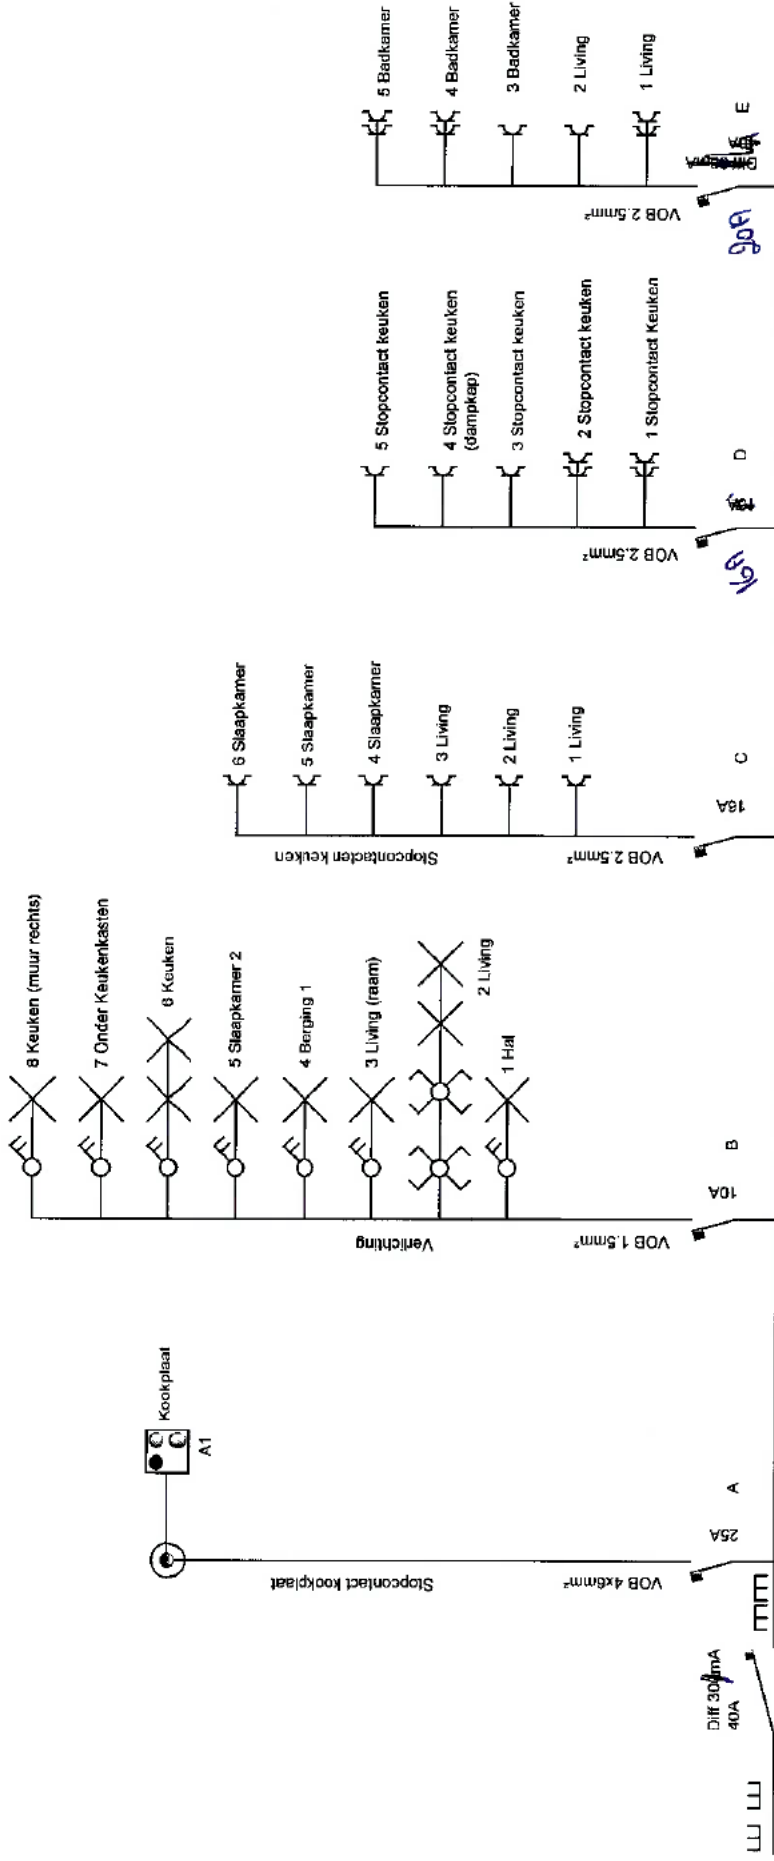 5 Badkamer
4 Badkamer
3 Badkamer
2 Living
1 Living
E
VOB 2.5mm²
20A
5 Stopcontact keuken
4 Stopcontact keuken
(dampkap)
3 Stopcontact keuken
2 Stopcontact keuken
1 Stopcontact Keuken
D
VOB 2.5mm²
16A
6 Slaapkamer
5 Slaapkamer
4 Slaapkamer
3 Living
2 Living
1 Living
C
16A
Stopcontacten keuken
VOB 2.5mm²
8 Keuken (muur rechts)
7 Onder Keukenkasten
6 Keuken
5 Slaapkamer 2
4 Berging 1
3 Living (raam)
2 Living
1 Hal
B
10A
Verlichting
VOB 1.5mm²
Kookplaat
A1
A
25A
Stopcontact kookplaat
VOB 4x6mm²
Diff 300mA
40A